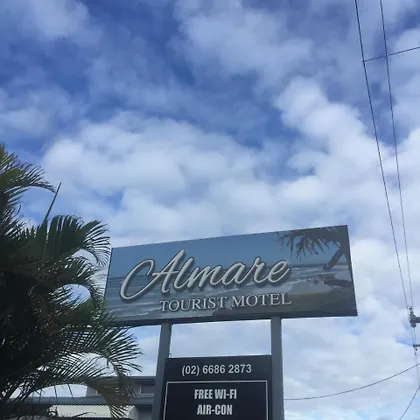 Almare
TOURIST MOTEL
(02) 6686 2873
FREE WI-FI
AIR-CON